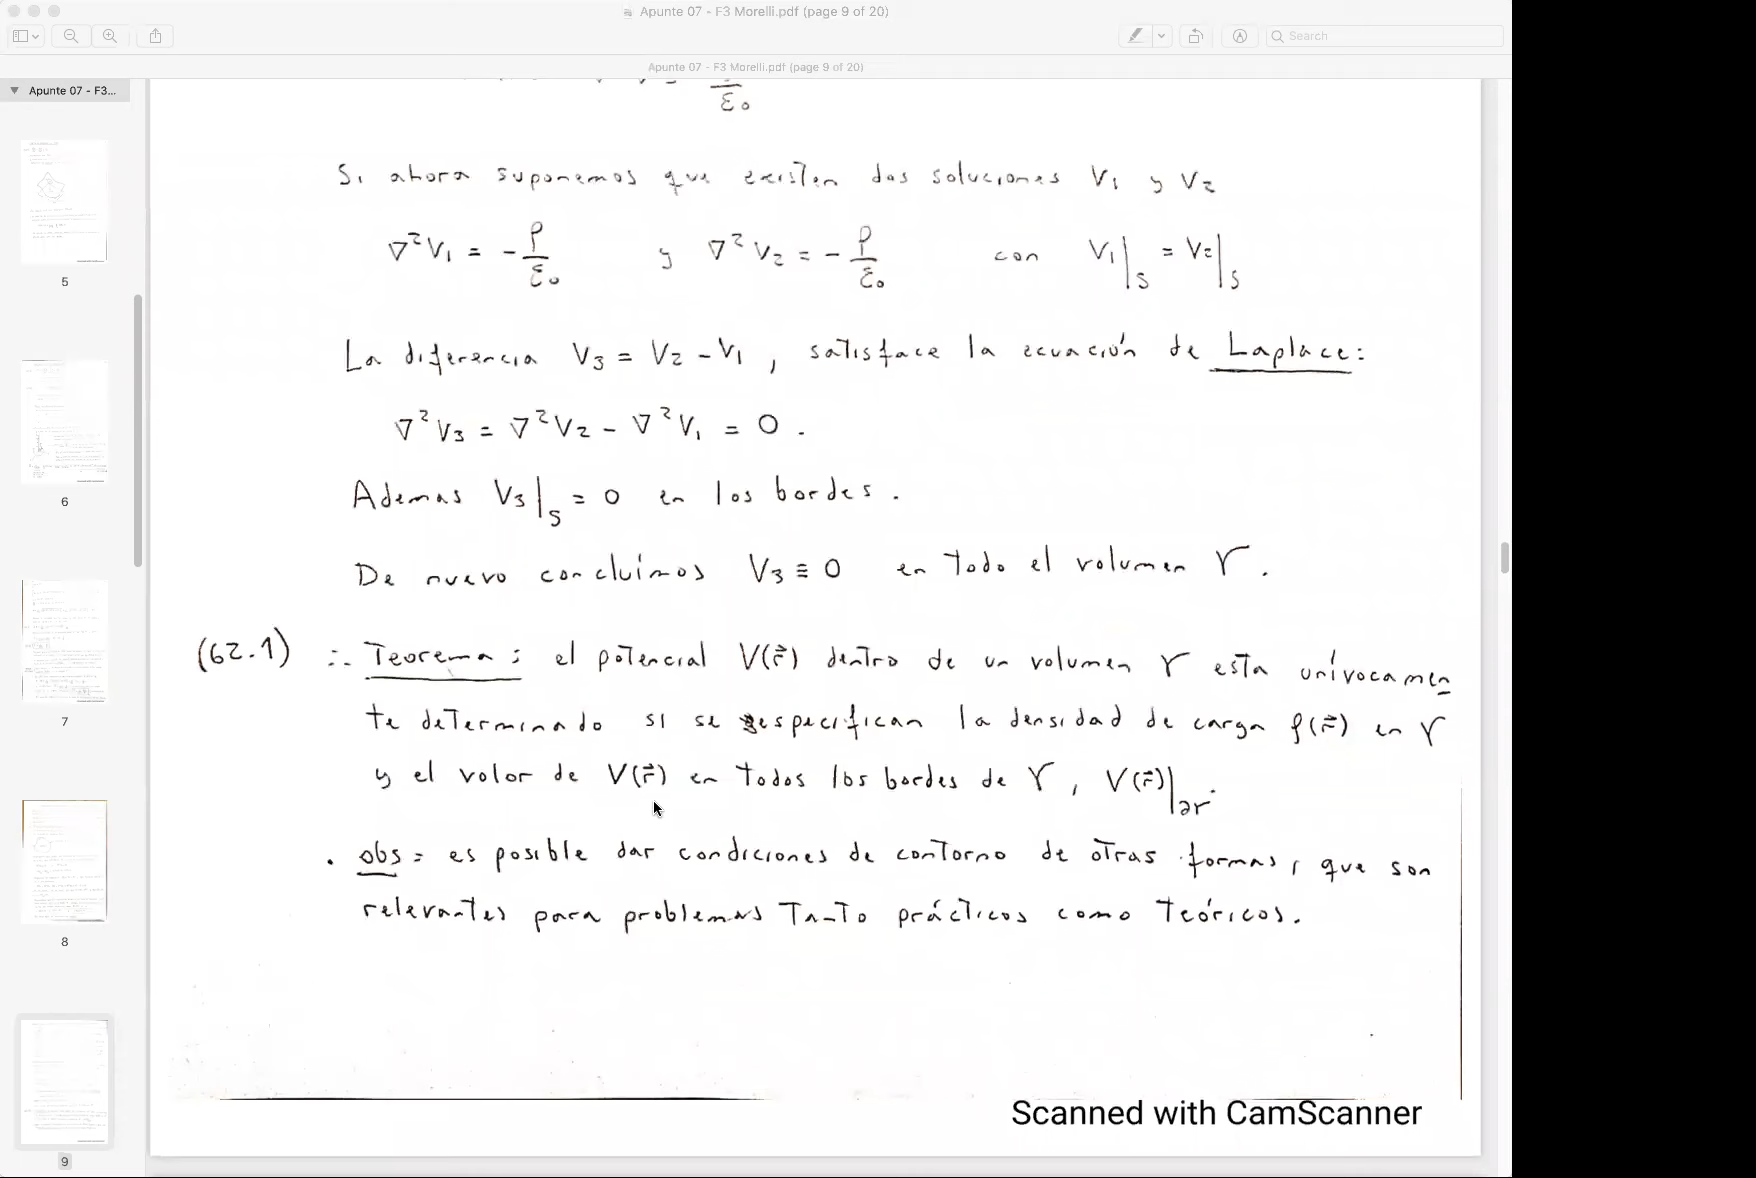 Apunte 07 - F3 Morelli.pdf (page 9 of 20)
Search
Apunte 07 - F3 Morelli.pdf (page 9 of 20)
Apunte 07 - F3...
5
6
7
8
9
ε₀
Si ahora suponemos que existen dos soluciones V₁ y V₂
∇²V₁ = -ρ/ε₀ y ∇²V₂ = -ρ/ε₀ con V₁|S = V₂|S
La diferencia V₃ = V₂ - V₁, satisface la ecuación de Laplace:
∇²V₃ = ∇²V₂ - ∇²V₁ = 0.
Ademas V₃|S = 0 en los bordes.
De nuevo concluímos V₃ ≡ 0 en todo el volumen Υ.
(62.1) ∴ Teorema: el potencial V(r⃗) dentro de un volumen Υ esta unívocamen
te determinado si se especifican la densidad de carga ρ(r⃗) en Υ
y el valor de V(r⃗) en todos los bordes de Υ, V(r⃗)|∂Υ.
• obs: es posible dar condiciones de contorno de otras formas, que son
relevantes para problemas tanto prácticos como teóricos.
Scanned with CamScanner